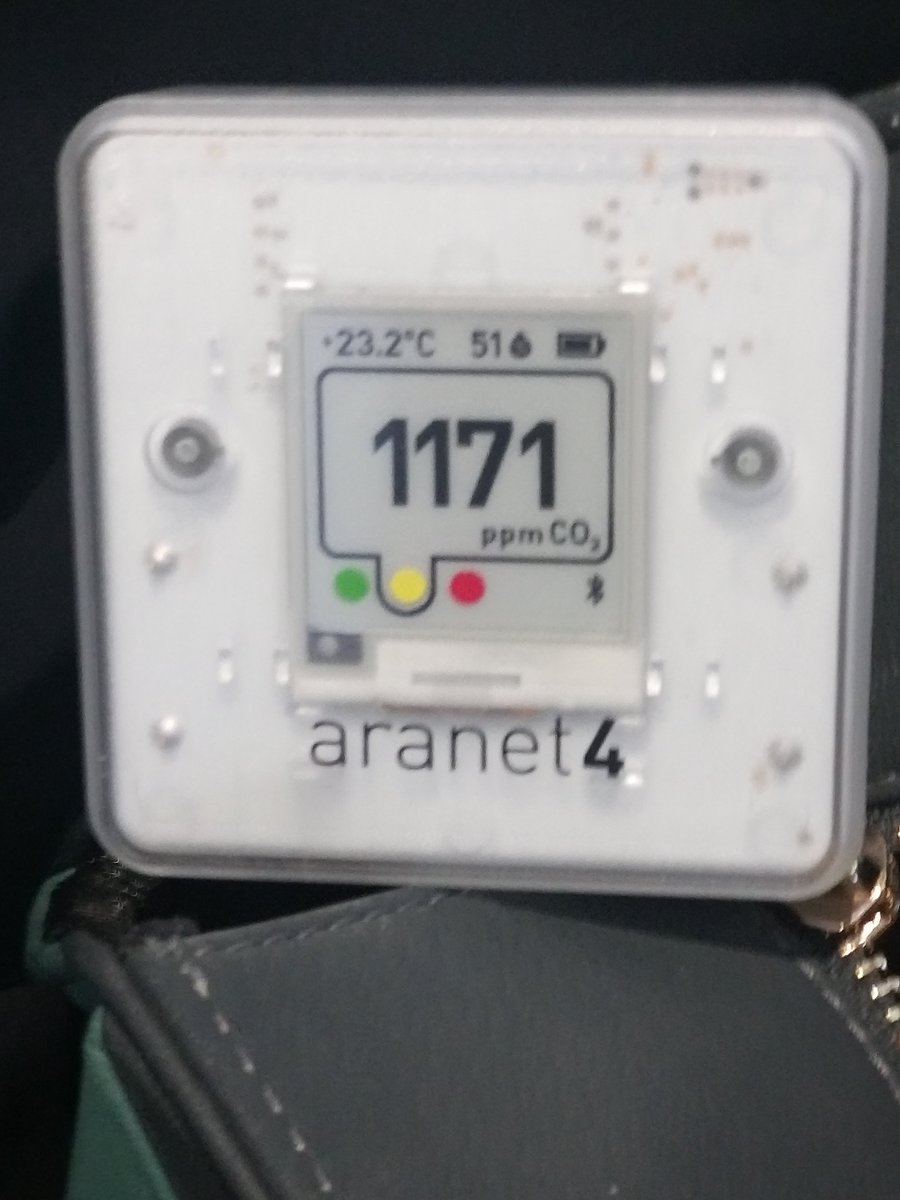 23.2°C 51
1171
ppm CO₂
aranet4